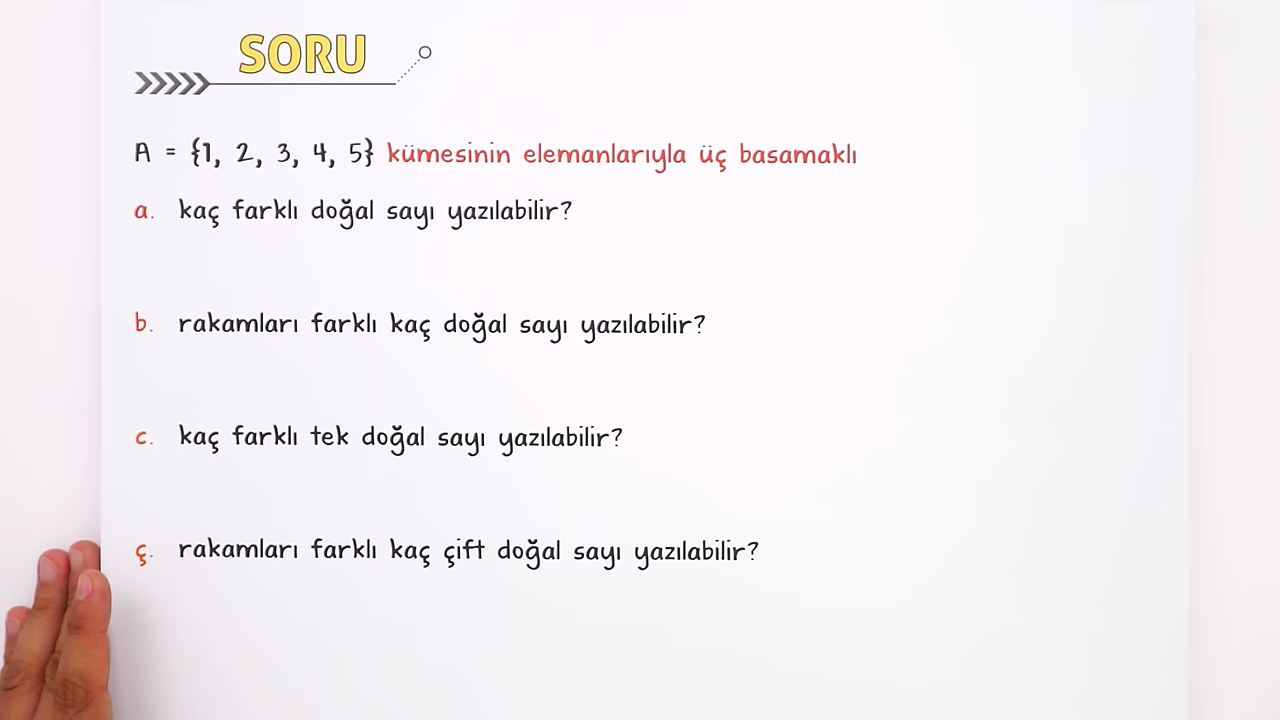 SORU
A = {1, 2, 3, 4, 5} kümesinin elemanlarıyla üç basamaklı
a. kaç farklı doğal sayı yazılabilir?
b. rakamları farklı kaç doğal sayı yazılabilir?
c. kaç farklı tek doğal sayı yazılabilir?
ç. rakamları farklı kaç çift doğal sayı yazılabilir?